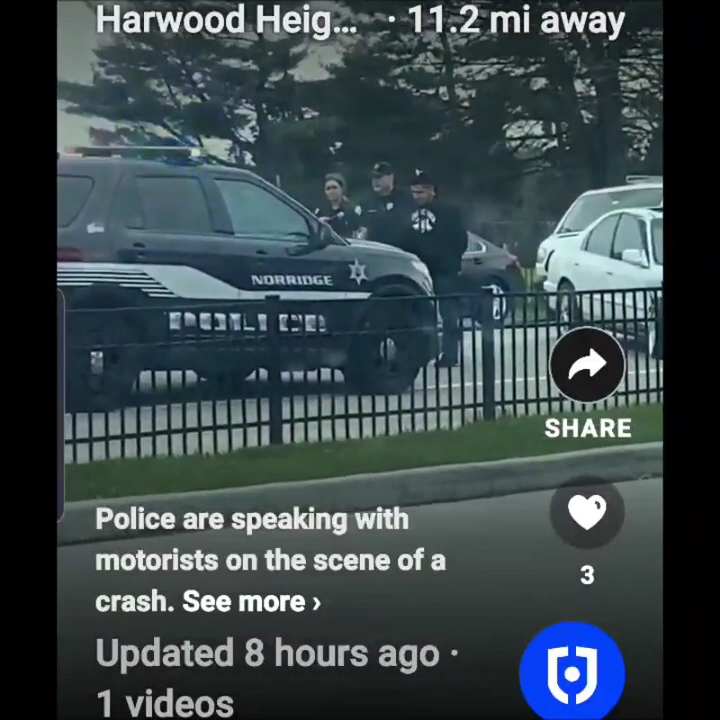 Harwood Heig... · 11.2 mi away
NORRIDGE
POLICE
SHARE
Police are speaking with
motorists on the scene of a
crash. See more ›
3
Updated 8 hours ago ·
1 videos